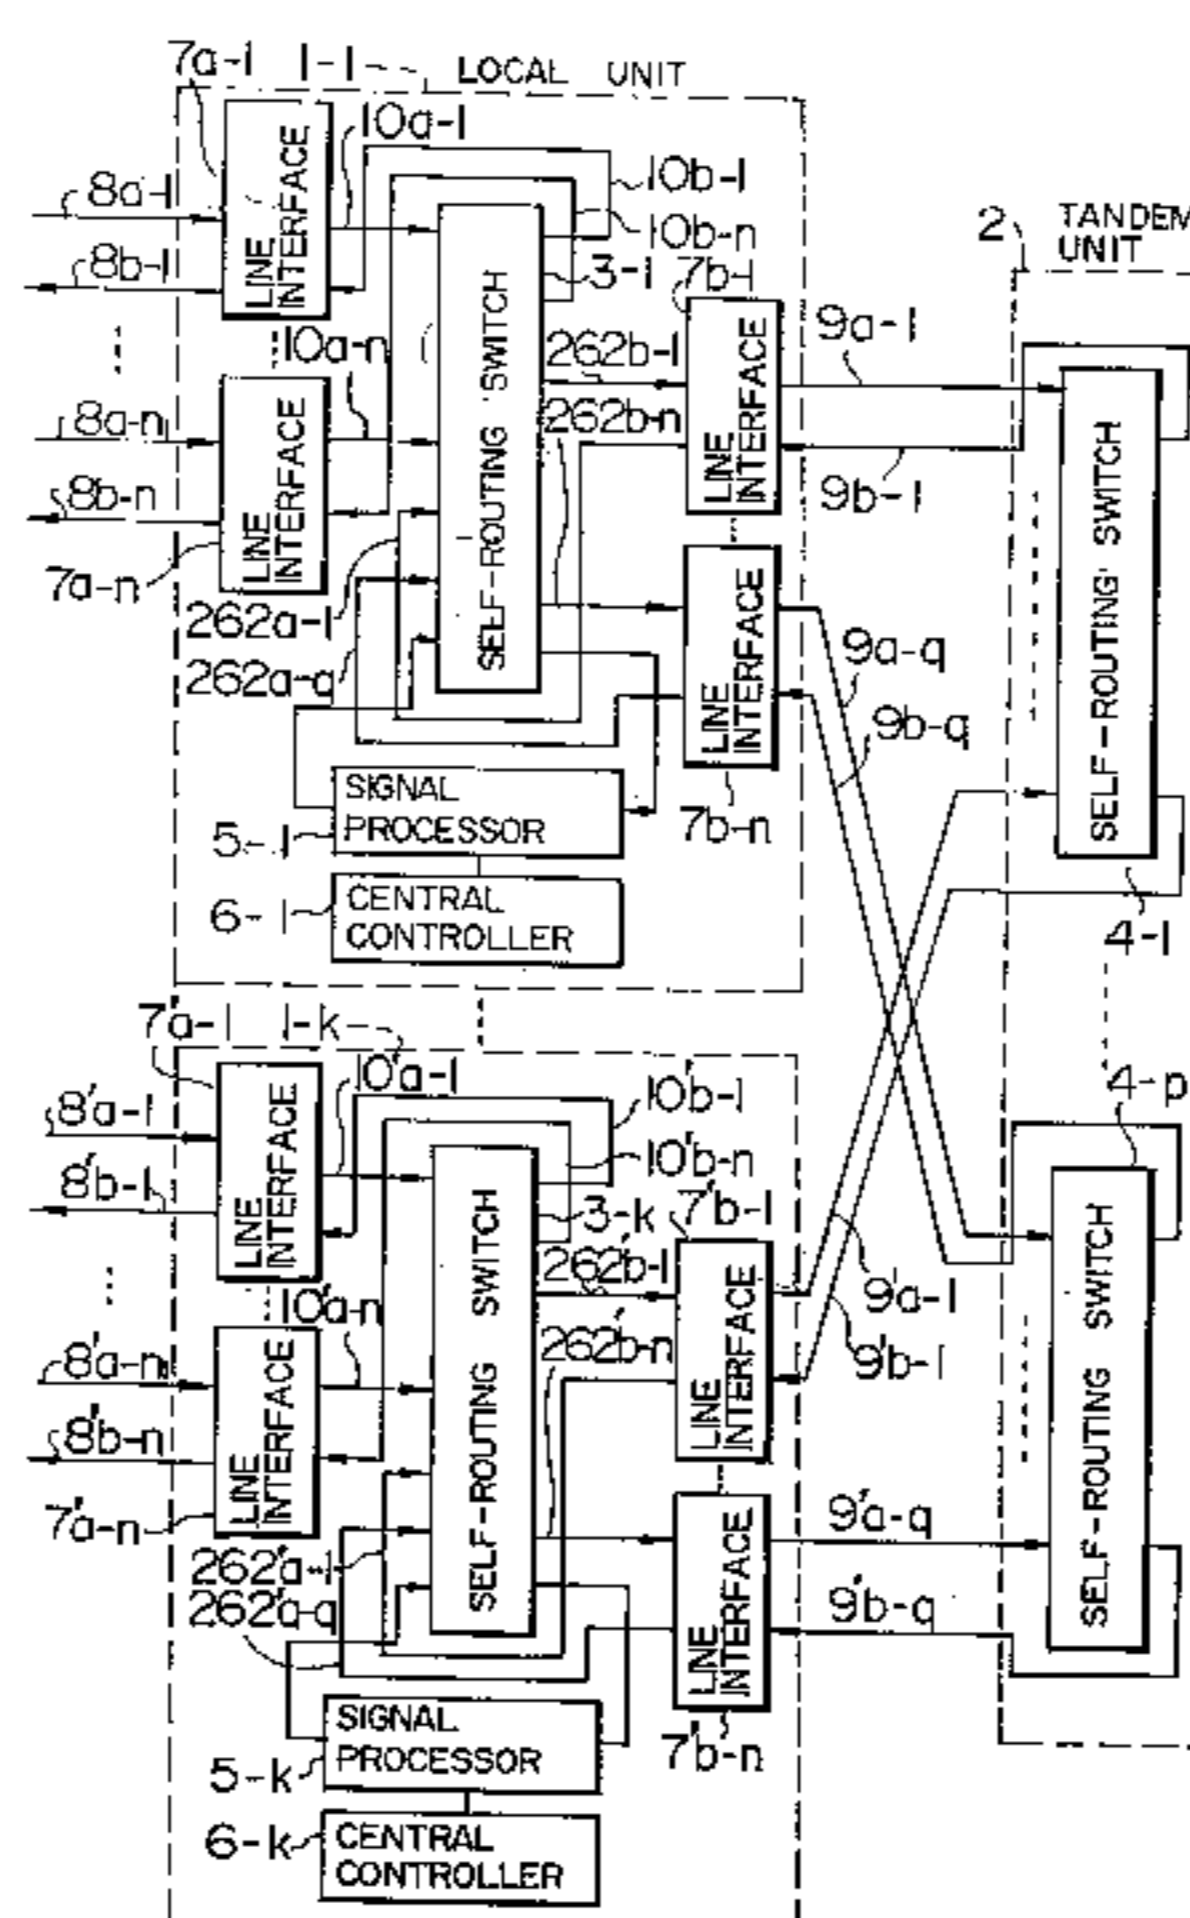 7a-1
1-1
LOCAL UNIT
10a-1
8a-1
LINE
INTERFACE
10b-1
10b-n
8b-1
3-1
7b-1
2
TANDEM
UNIT
10a-n
SELF-ROUTING SWITCH
262b-1
LINE
INTERFACE
9a-1
8a-n
LINE
INTERFACE
262b-n
9b-1
8b-n
7a-n
262a-1
262a-q
LINE
INTERFACE
9a-q
9b-q
SELF-ROUTING SWITCH
SIGNAL
PROCESSOR
5-1
7b-n
6-1
CENTRAL
CONTROLLER
4-1
7'a-1
1-k
10'a-1
4-p
8'a-1
LINE
INTERFACE
10'b-1
10'b-n
8'b-1
3-k
7'b-1
10'a-n
SELF-ROUTING SWITCH
262'b-1
262'b-n
LINE
INTERFACE
9'a-1
9'b-1
SELF-ROUTING SWITCH
8'a-n
LINE
INTERFACE
8'b-n
7'a-n
262'a-1
262'a-q
LINE
INTERFACE
9'a-q
9'b-q
SIGNAL
PROCESSOR
5-k
7'b-n
6-k
CENTRAL
CONTROLLER